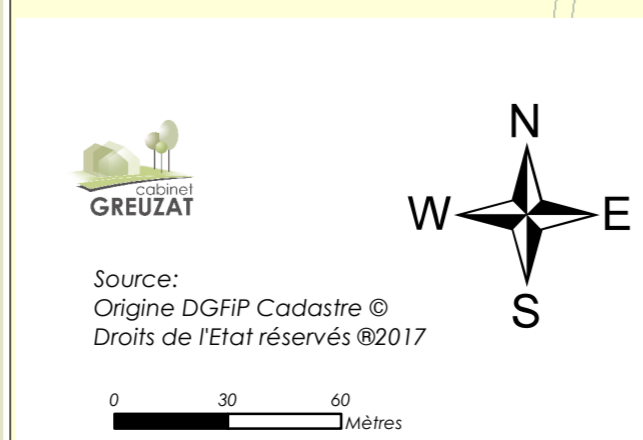 cabinet
GREUZAT
N
W E
S
Source:
Origine DGFiP Cadastre ©
Droits de l'Etat réservés ®2017
0 30 60
Mètres